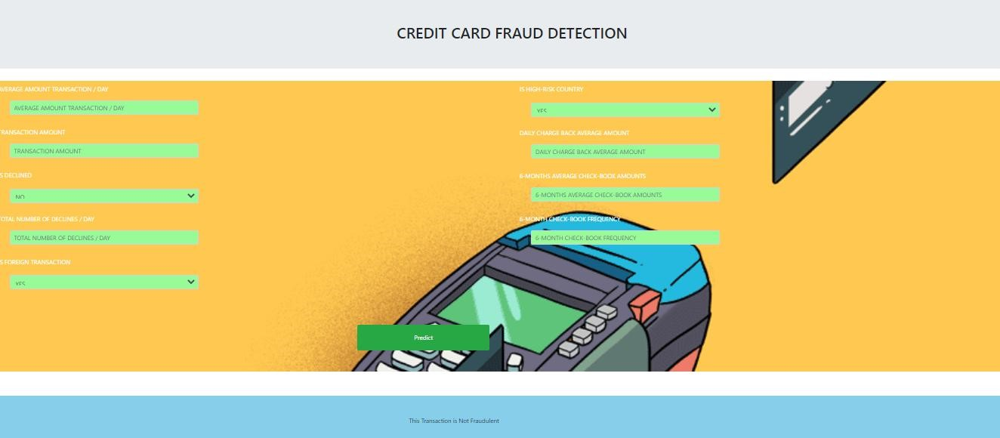 CREDIT CARD FRAUD DETECTION
AVERAGE AMOUNT TRANSACTION / DAY
AVERAGE AMOUNT TRANSACTION / DAY
TRANSACTION AMOUNT
TRANSACTION AMOUNT
S DECLINED
NO
TOTAL NUMBER OF DECLINES / DAY
TOTAL NUMBER OF DECLINES / DAY
S FOREIGN TRANSACTION
YES
IS HIGH-RISK COUNTRY
YES
DAILY CHARGE BACK AVERAGE AMOUNT
DAILY CHARGE BACK AVERAGE AMOUNT
6-MONTHS AVERAGE CHECK-BOOK AMOUNTS
6-MONTHS AVERAGE CHECK-BOOK AMOUNTS
6-MONTH CHECK-BOOK FREQUENCY
6-MONTH CHECK-BOOK FREQUENCY
Predict
This Transaction is Not Fraudulent